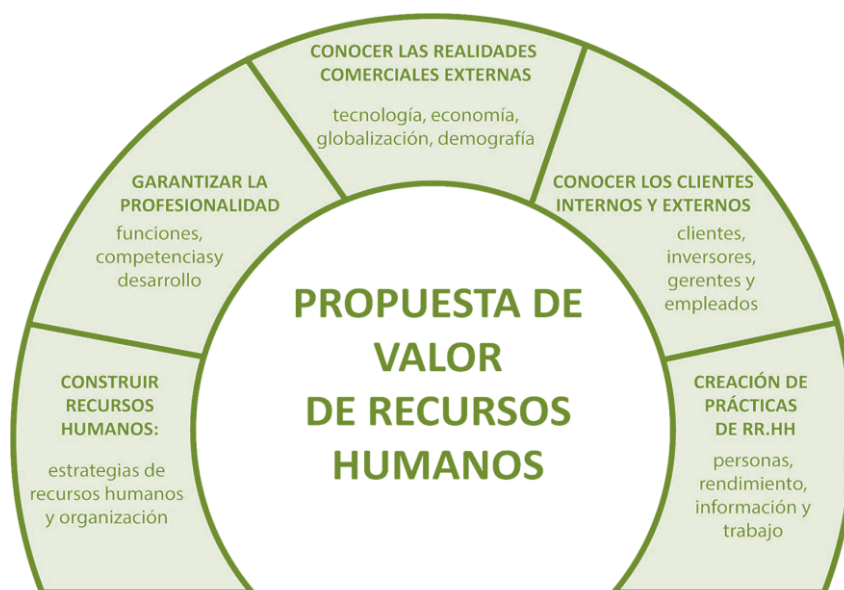 CONOCER LAS REALIDADES
COMERCIALES EXTERNAS
tecnología, economía,
globalización, demografía
GARANTIZAR LA
PROFESIONALIDAD
funciones,
competenciasy
desarrollo
CONOCER LOS CLIENTES
INTERNOS Y EXTERNOS
clientes,
inversores,
gerentes y
empleados
PROPUESTA DE
VALOR
DE RECURSOS
HUMANOS
CONSTRUIR
RECURSOS
HUMANOS:
estrategias de
recursos humanos
y organización
CREACIÓN DE
PRÁCTICAS
DE RR.HH
personas,
rendimiento,
información y
trabajo